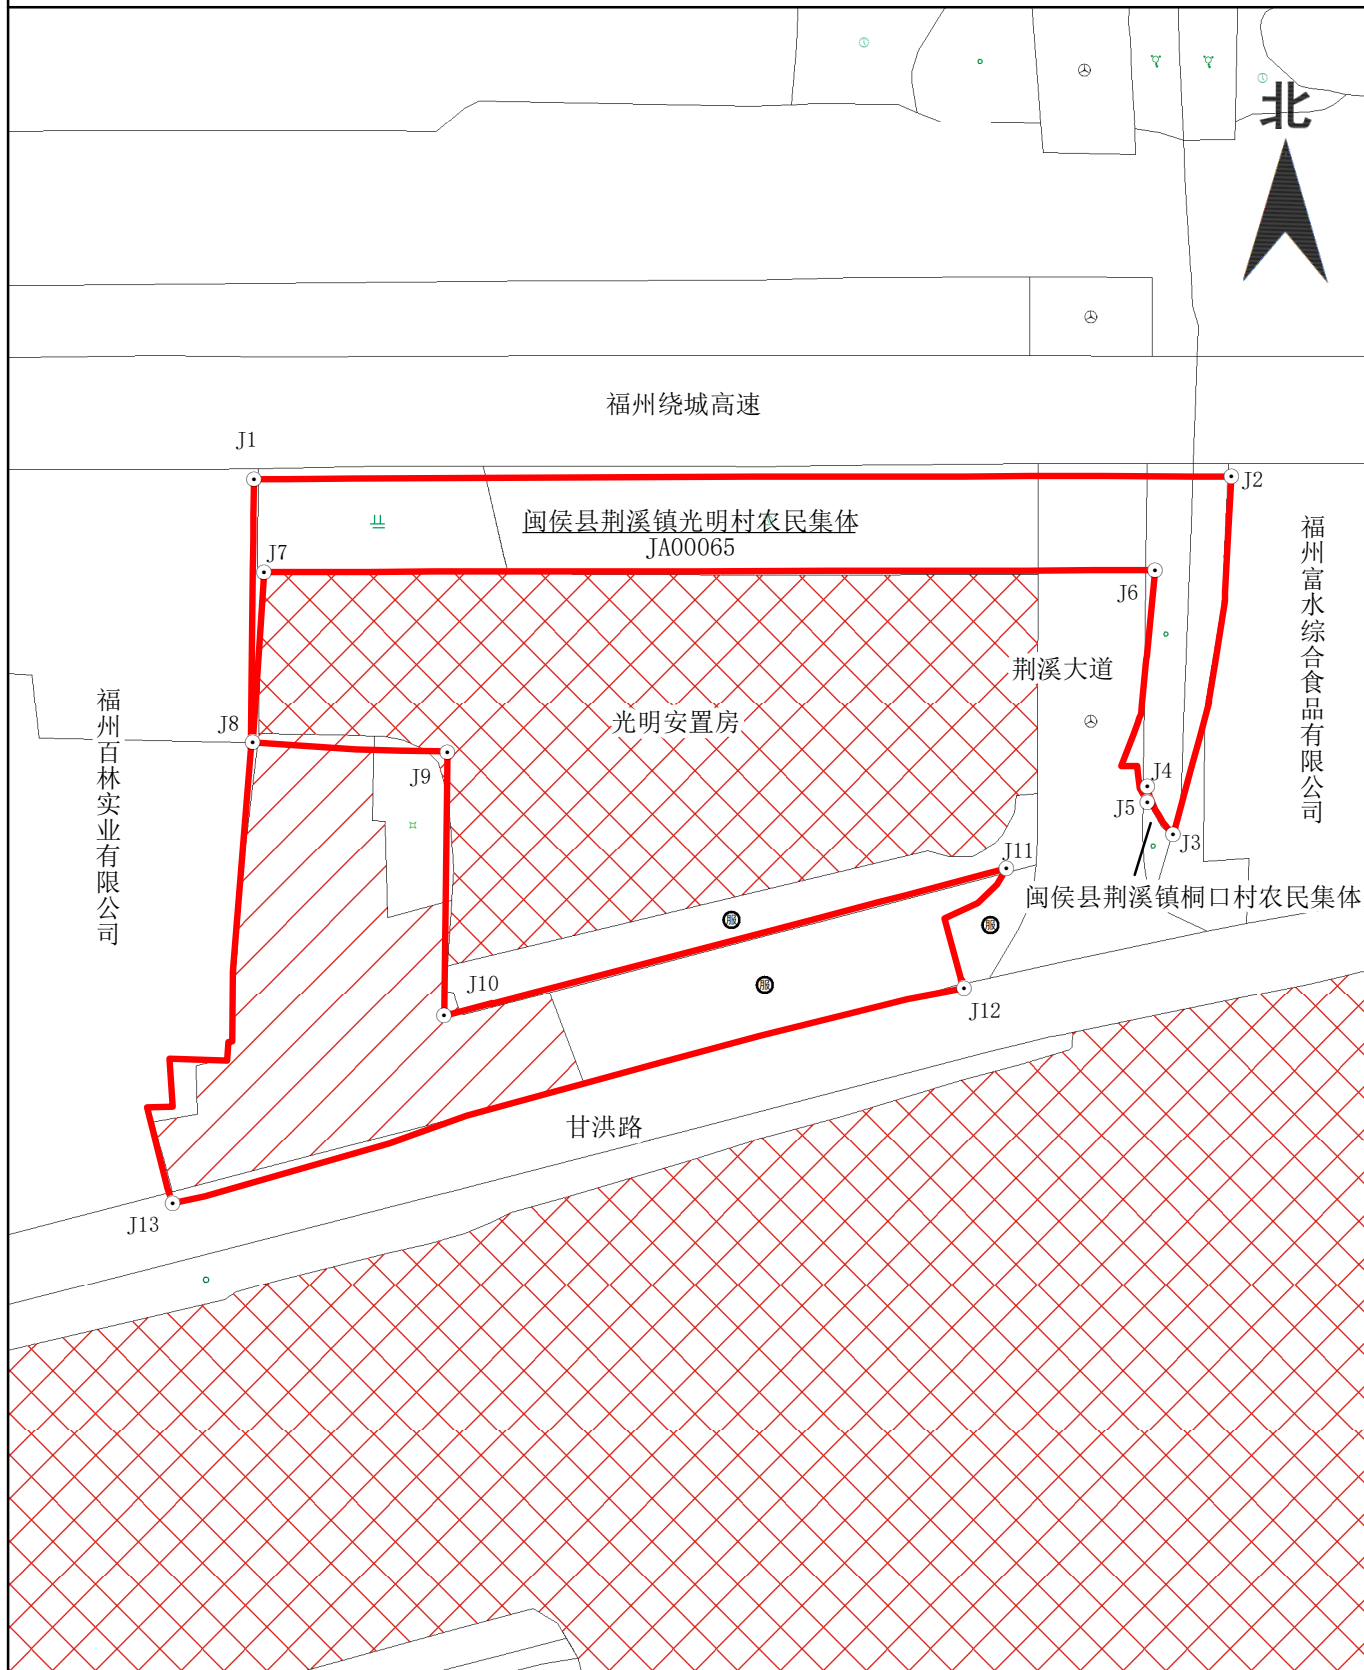 北
福州绕城高速
J1
J2
闽侯县荆溪镇光明村农民集体
JA00065
J7
J6
福州富水综合食品有限公司
荆溪大道
福州百林实业有限公司
J8
光明安置房
J9
J4
J5
J3
J11
闽侯县荆溪镇桐口村农民集体
服
服
服
J10
J12
甘洪路
J13